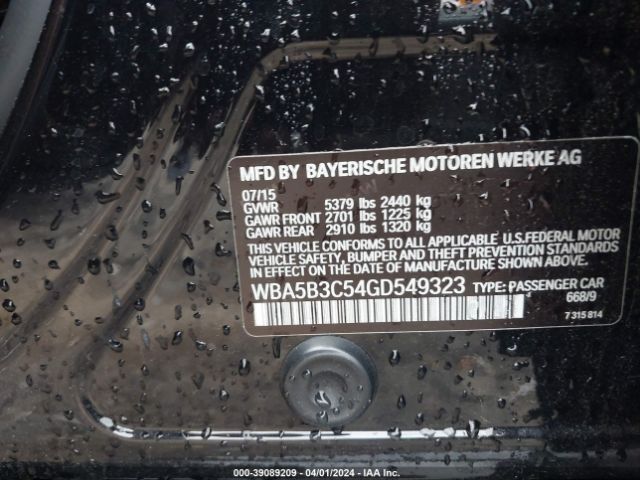 MFD BY BAYERISCHE MOTOREN WERKE AG
07/15
GVWR 5379 lbs 2440 kg
GAWR FRONT 2701 lbs 1225 kg
GAWR REAR 2910 lbs 1320 kg
THIS VEHICLE CONFORMS TO ALL APPLICABLE U.S. FEDERAL MOTOR
VEHICLE SAFETY, BUMPER AND THEFT PREVENTION STANDARDS
IN EFFECT ON THE DATE OF MANUFACTURE SHOWN ABOVE.
WBA5B3C54GD549323 TYPE: PASSENGER CAR
668/9
7 315 814
000-39089209 - 04/01/2024 - IAA Inc.